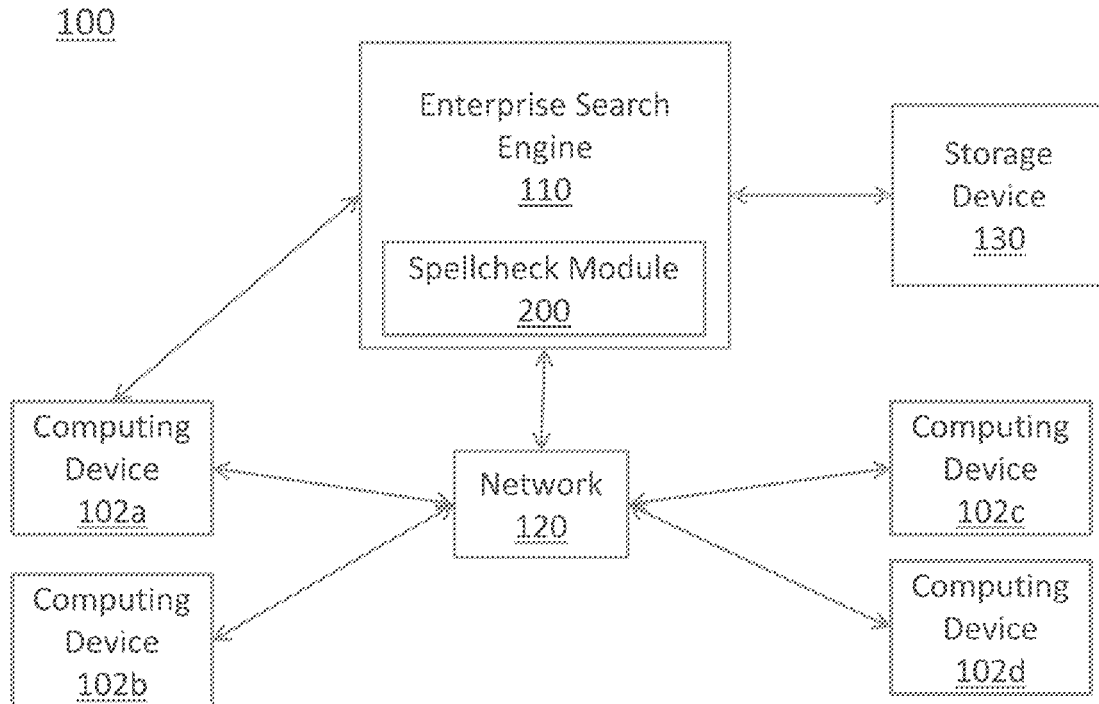 100
Enterprise Search
Engine
110
Spellcheck Module
200
Storage
Device
130
Computing
Device
102a
Network
120
Computing
Device
102c
Computing
Device
102b
Computing
Device
102d